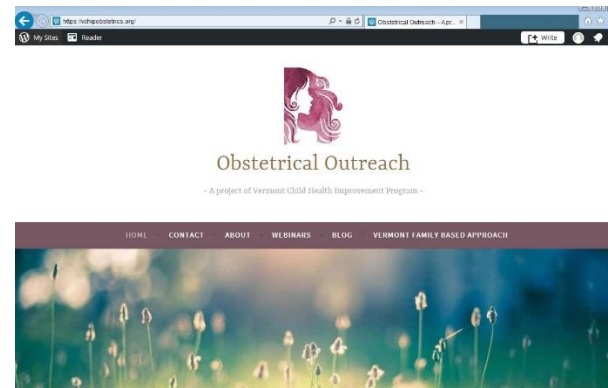 https://vchipobstetrics.org/
Obstetrical Outreach – Apr...
My Sites Reader Write
Obstetrical Outreach
- A project of Vermont Child Health Improvement Program -
HOME CONTACT ABOUT WEBINARS BLOG VERMONT FAMILY BASED APPROACH